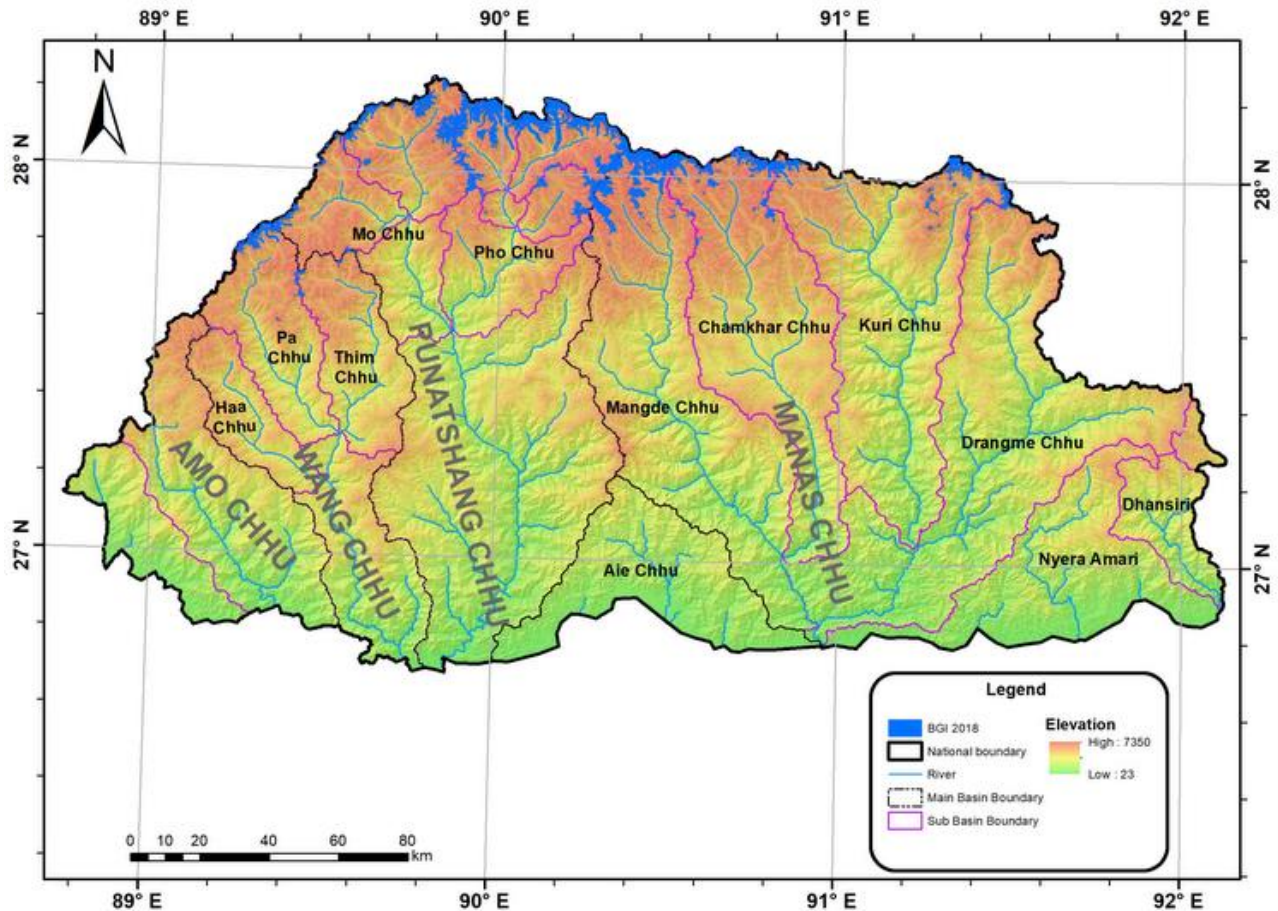 89° E 90° E 91° E 92° E
N
28° N
28° N
Mo Chhu
Pho Chhu
Pa
Chhu
Thim
Chhu
Chamkhar Chhu
Kuri Chhu
Haa
Chhu
Mangde Chhu
Drangme Chhu
AMO CHHU
WANG CHHU
PUNATSHANG CHHU
MANAS CHHU
Dhansiri
27° N
27° N
Aie Chhu
Nyera Amari
Legend
BGI 2018
National boundary
River
Main Basin Boundary
Sub Basin Boundary
Elevation
High : 7350
Low : 23
0 10 20 40 60 80
km
89° E 90° E 91° E 92° E